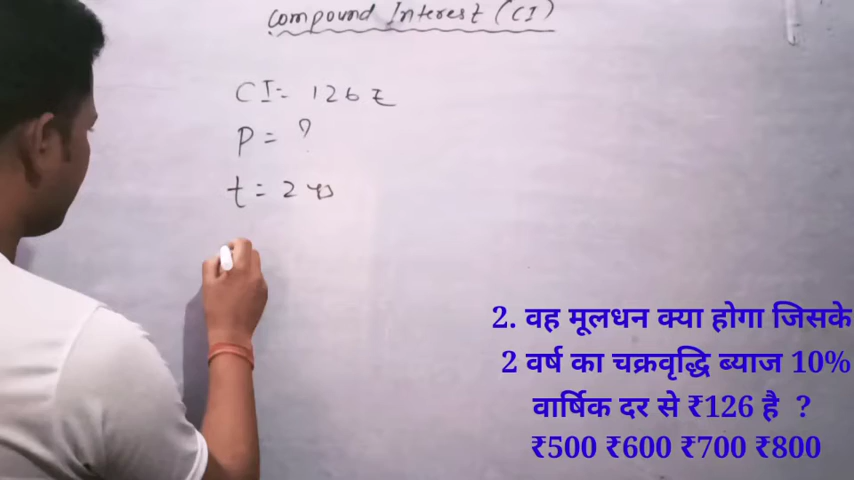 Compound Interest (CI)
CI = 126 ₹
P = ?
t = 2
2. वह मूलधन क्या होगा जिसके
2 वर्ष का चक्रवृद्धि ब्याज 10%
वार्षिक दर से ₹126 है ?
₹500 ₹600 ₹700 ₹800